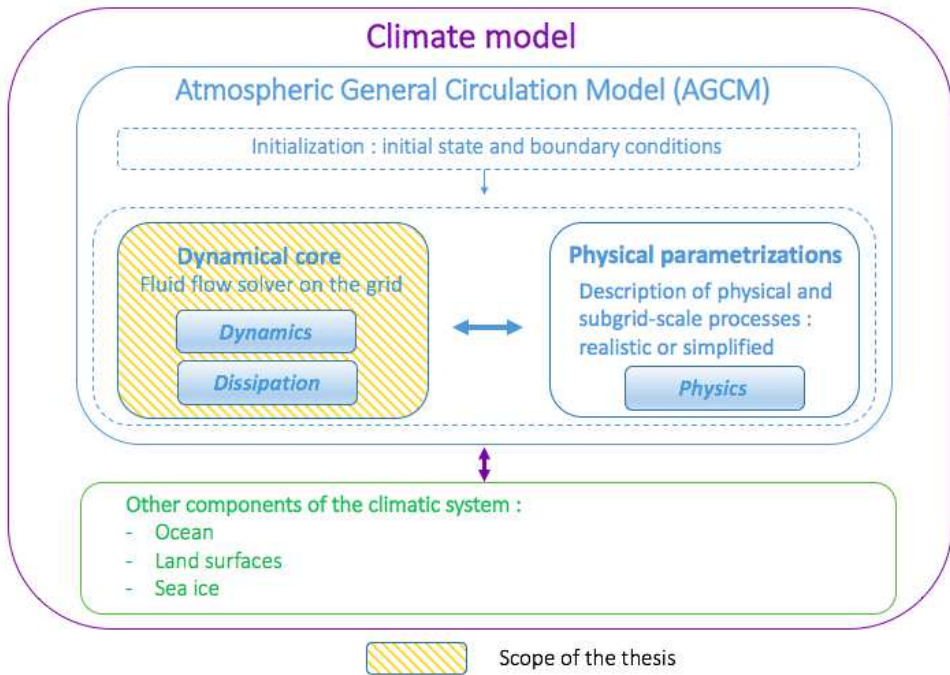 Climate model
Atmospheric General Circulation Model (AGCM)
Initialization : initial state and boundary conditions
Dynamical core
Fluid flow solver on the grid
Dynamics
Dissipation
Physical parametrizations
Description of physical and
subgrid-scale processes :
realistic or simplified
Physics
Other components of the climatic system :
- Ocean
- Land surfaces
- Sea ice
Scope of the thesis